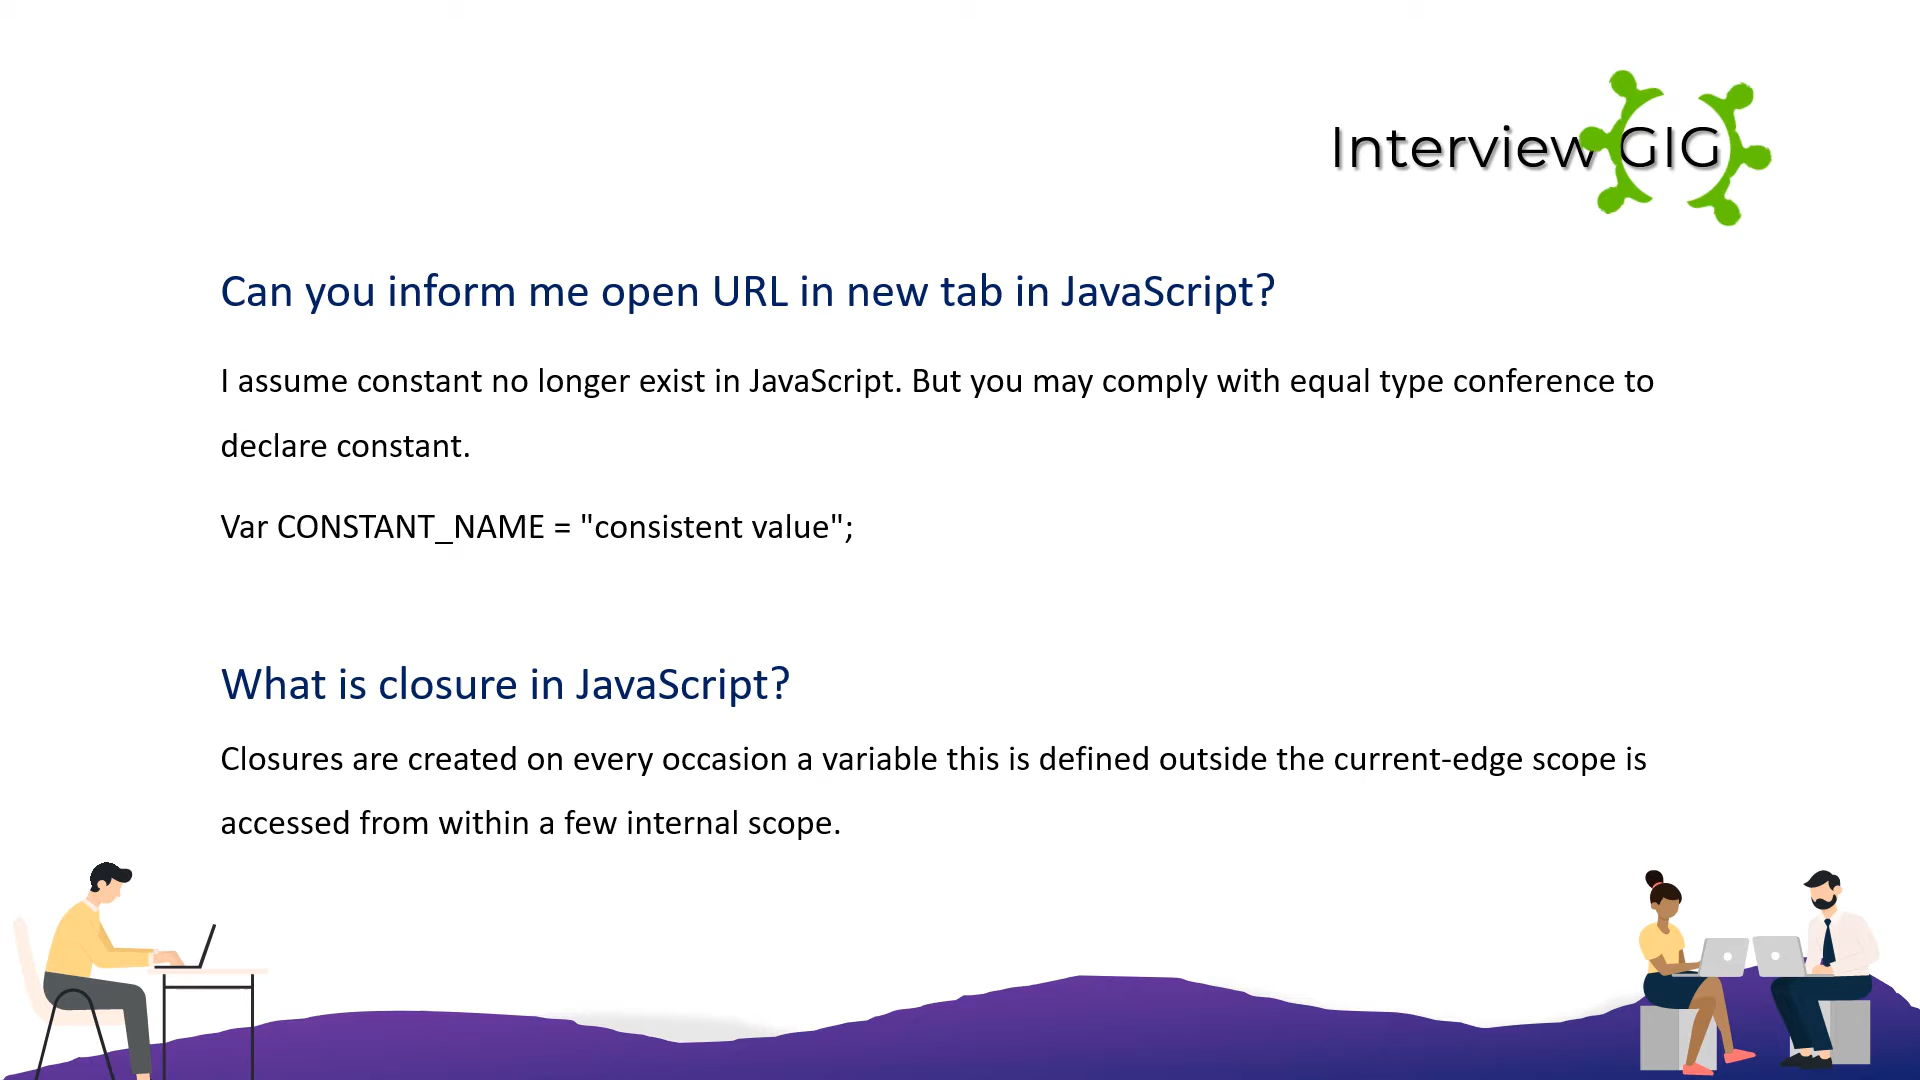 Interview GIG
Can you inform me open URL in new tab in JavaScript?
I assume constant no longer exist in JavaScript. But you may comply with equal type conference to
declare constant.
Var CONSTANT_NAME = "consistent value";
What is closure in JavaScript?
Closures are created on every occasion a variable this is defined outside the current-edge scope is
accessed from within a few internal scope.